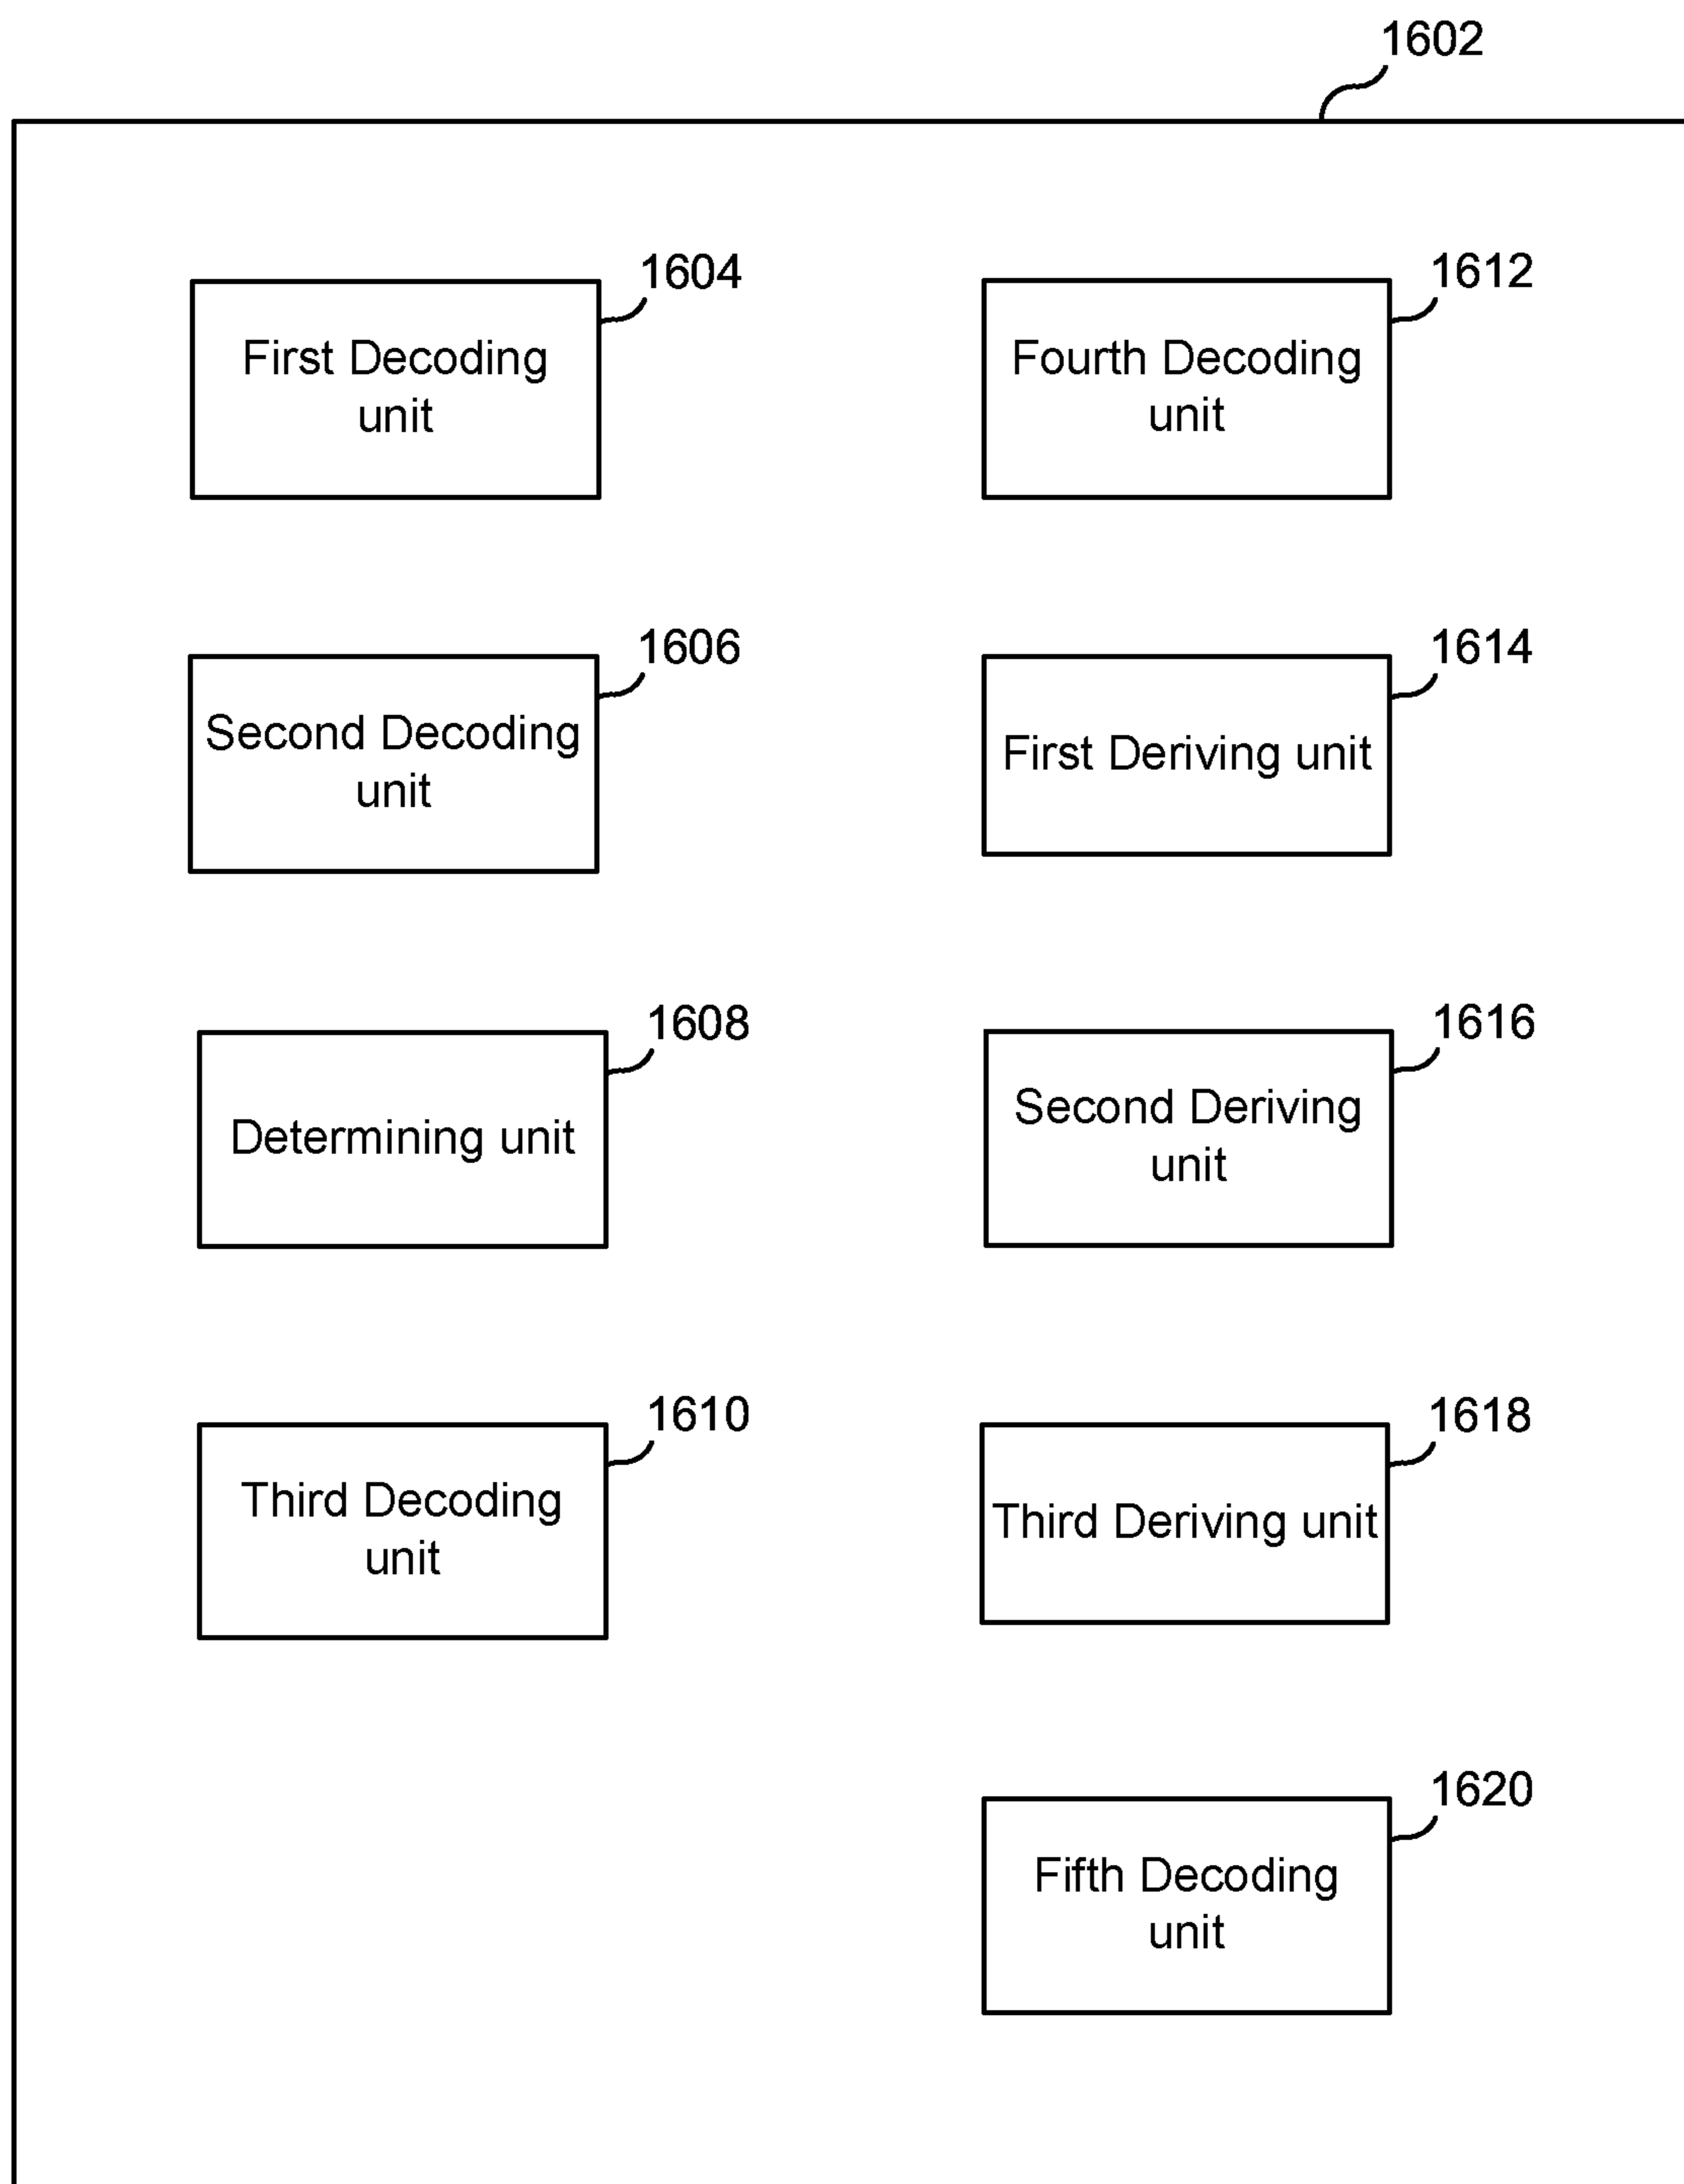 1602
1604
First Decoding
unit
1612
Fourth Decoding
unit
1606
Second Decoding
unit
1614
First Deriving unit
1608
Determining unit
1616
Second Deriving
unit
1610
Third Decoding
unit
1618
Third Deriving unit
1620
Fifth Decoding
unit